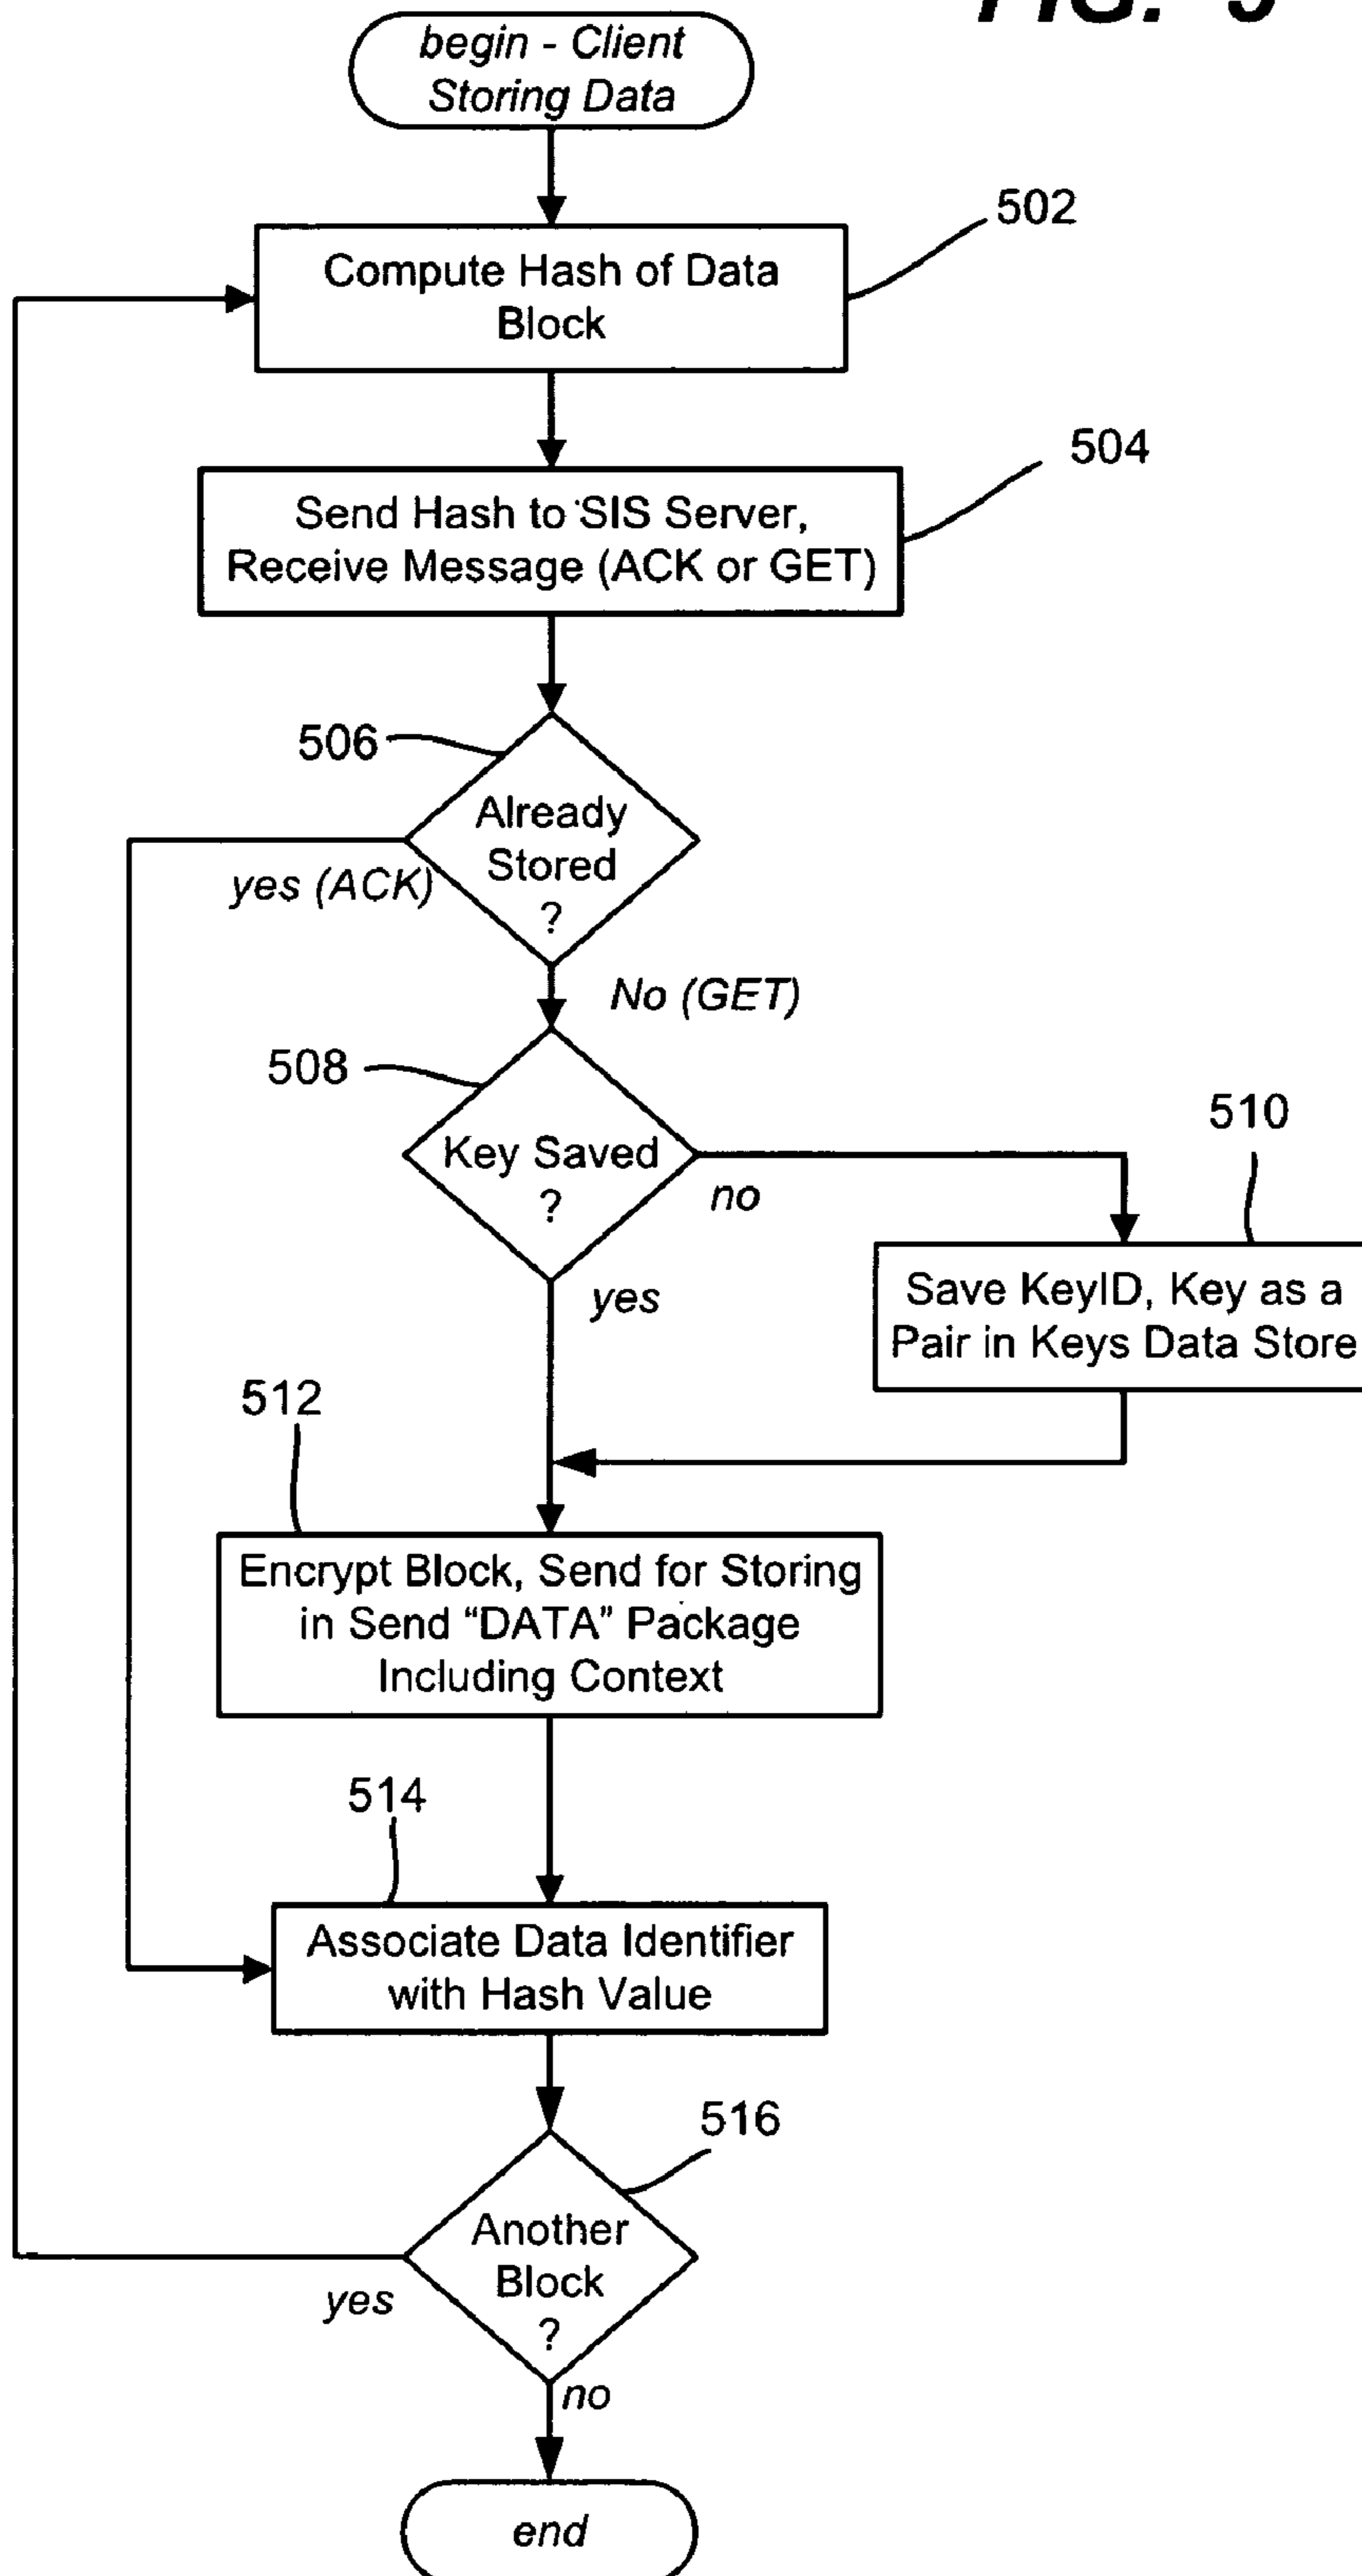 FIG.
begin - Client
Storing Data
502
Compute Hash of Data
Block
504
Send Hash to SIS Server,
Receive Message (ACK or GET)
506
Already
Stored
?
yes (ACK)
No (GET)
508
Key Saved
?
no
yes
510
Save KeyID, Key as a
Pair in Keys Data Store
512
Encrypt Block, Send for Storing
in Send “DATA” Package
Including Context
514
Associate Data Identifier
with Hash Value
516
Another
Block
?
yes
no
end